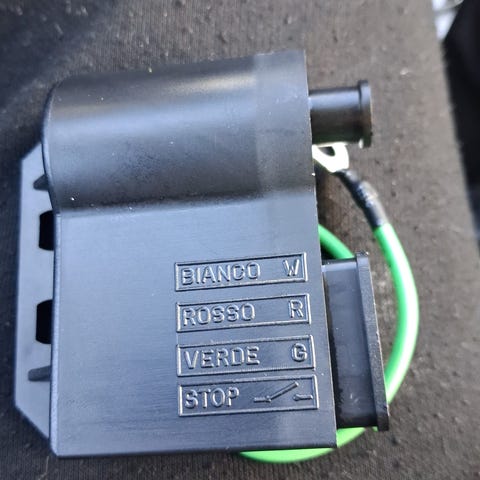 BIANCO W
ROSSO R
VERDE G
STOP